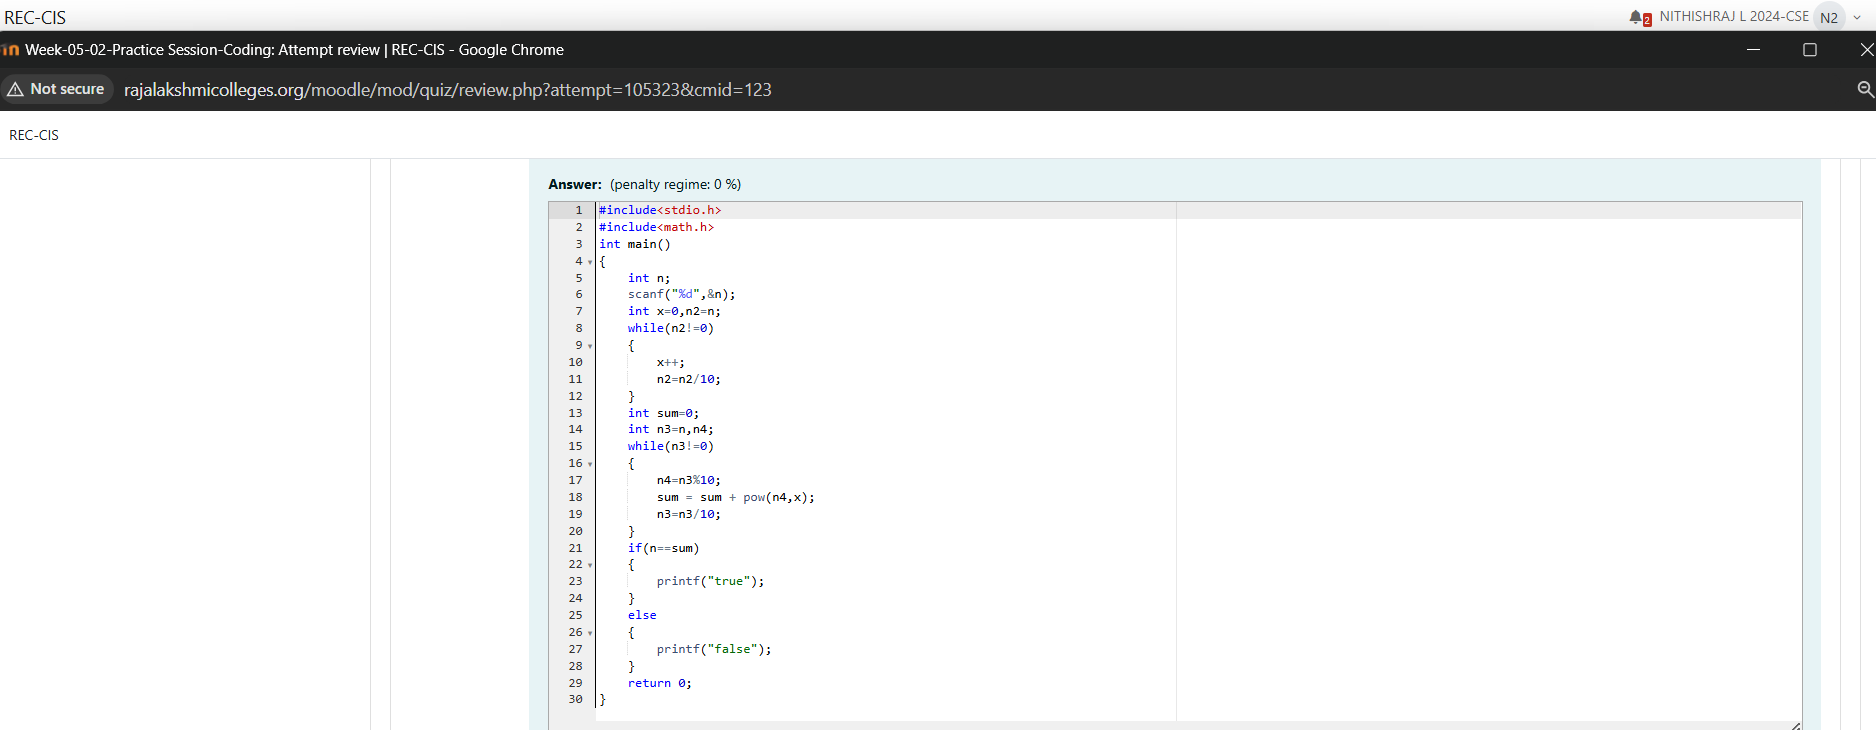 REC-CIS
2 NITHISHRAJ L 2024-CSE N2
Week-05-02-Practice Session-Coding: Attempt review | REC-CIS - Google Chrome
Not secure rajalakshmicolleges.org/moodle/mod/quiz/review.php?attempt=105323&cmid=123
REC-CIS
Answer: (penalty regime: 0 %)
1 #include<stdio.h>
2 #include<math.h>
3 int main()
4 {
5 int n;
6 scanf("%d",&n);
7 int x=0,n2=n;
8 while(n2!=0)
9 {
10 x++;
11 n2=n2/10;
12 }
13 int sum=0;
14 int n3=n,n4;
15 while(n3!=0)
16 {
17 n4=n3%10;
18 sum = sum + pow(n4,x);
19 n3=n3/10;
20 }
21 if(n==sum)
22 {
23 printf("true");
24 }
25 else
26 {
27 printf("false");
28 }
29 return 0;
30 }